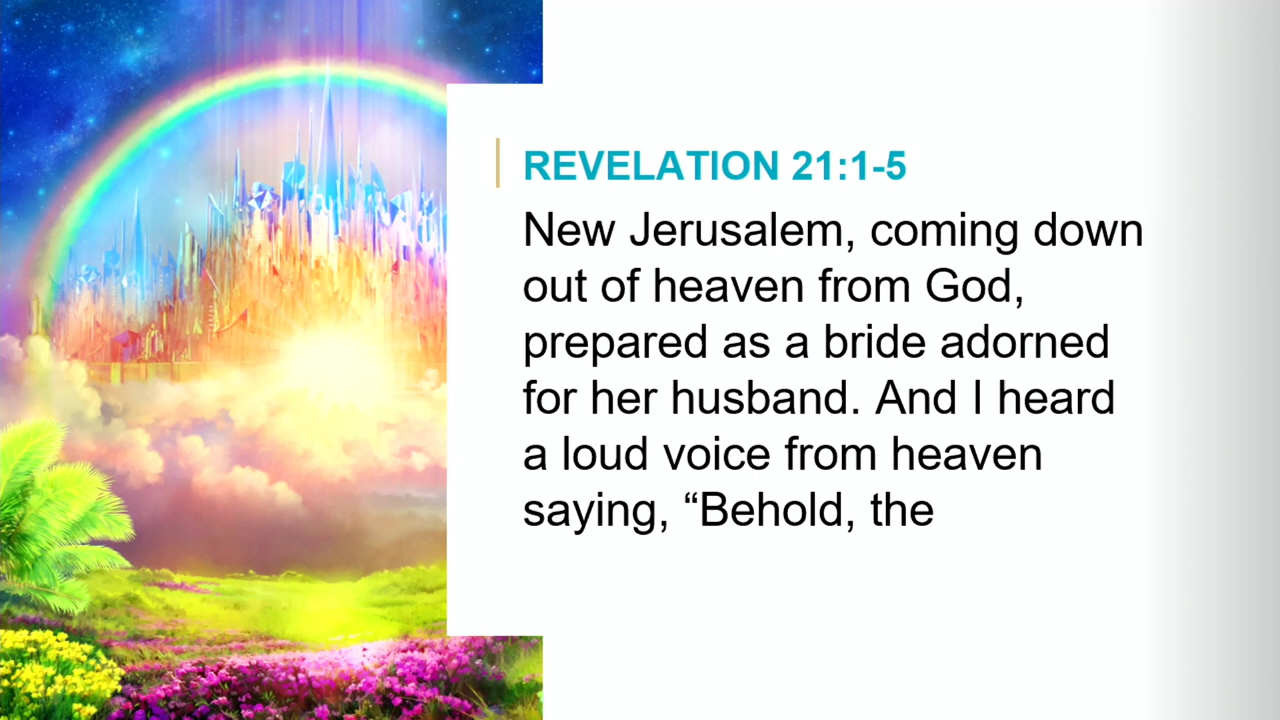 REVELATION 21:1-5
New Jerusalem, coming down
out of heaven from God,
prepared as a bride adorned
for her husband. And I heard
a loud voice from heaven
saying, “Behold, the